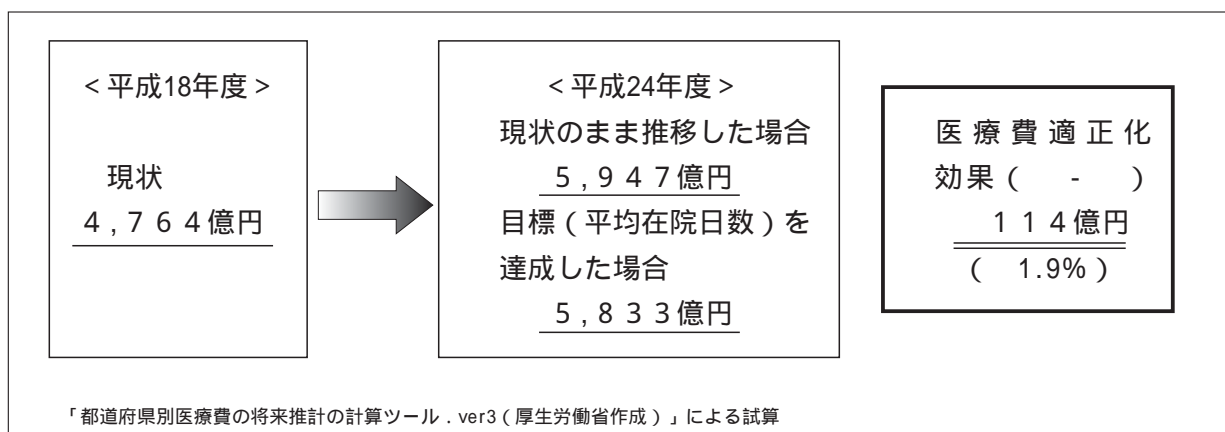 <平成18年度>
現状
4,764億円
<平成24年度>
現状のまま推移した場合
5,947億円
目標(平均在院日数)を
達成した場合
5,833億円
医療費適正化
効果( - )
114億円
( 1.9%)
「都道府県別医療費の将来推計の計算ツール.ver3(厚生労働省作成)」による試算